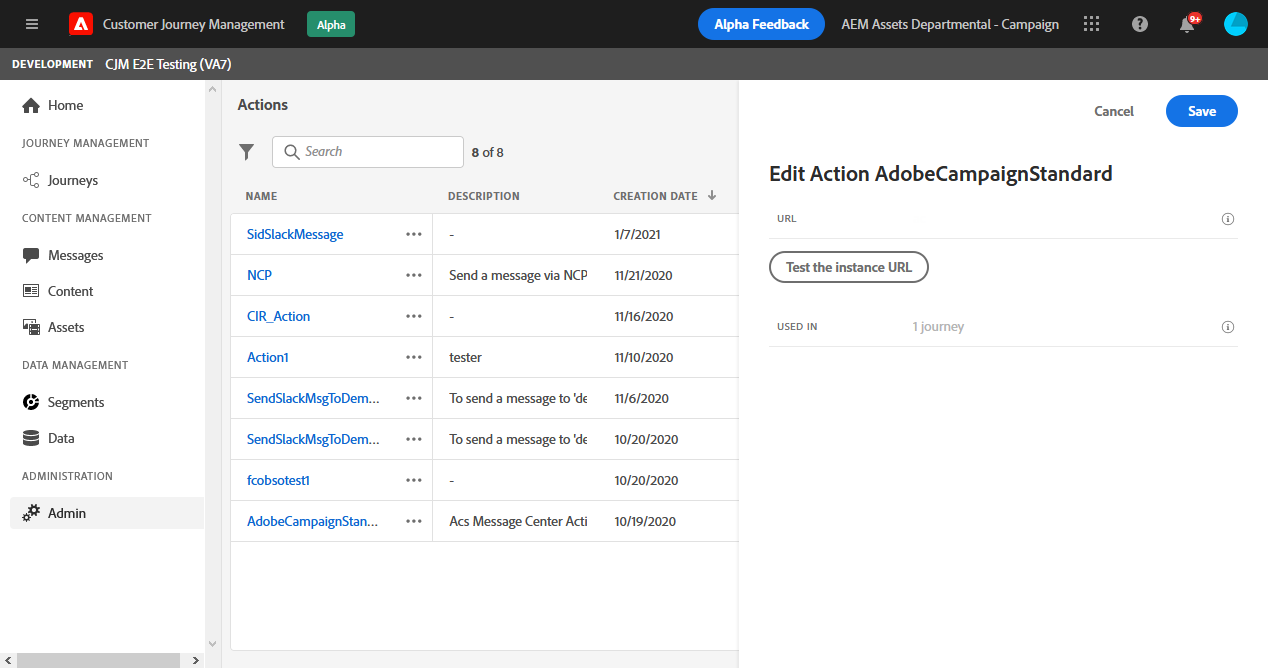 Customer Journey Management Alpha Alpha Feedback AEM Assets Departmental - Campaign 9+
DEVELOPMENT CJM E2E Testing (VA7)
Home
JOURNEY MANAGEMENT
Journeys
CONTENT MANAGEMENT
Messages
Content
Assets
DATA MANAGEMENT
Segments
Data
ADMINISTRATION
Admin
Actions
Search 8 of 8
NAME DESCRIPTION CREATION DATE
SidSlackMessage ... - 1/7/2021
NCP ... Send a message via NCP 11/21/2020
CIR_Action ... - 11/16/2020
Action1 ... tester 11/10/2020
SendSlackMsgToDem... ... To send a message to 'de 11/6/2020
SendSlackMsgToDem... ... To send a message to 'de 10/20/2020
fcobsotest1 ... - 10/20/2020
AdobeCampaignStan... ... Acs Message Center Acti 10/19/2020
Cancel Save
Edit Action AdobeCampaignStandard
URL
Test the instance URL
USED IN 1 journey